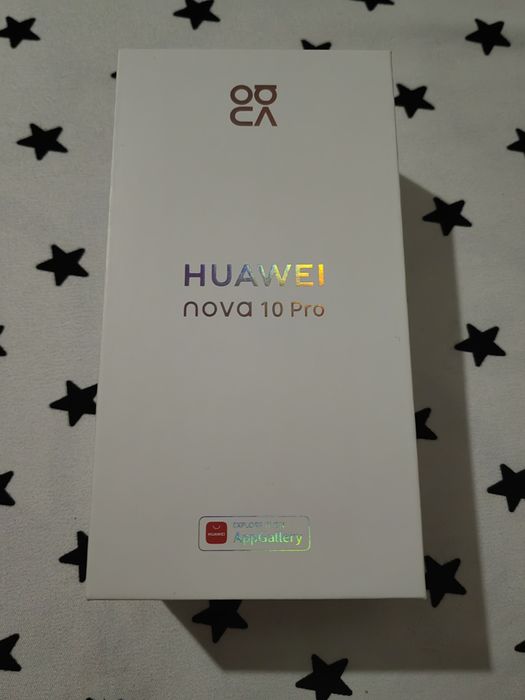 HUAWEI
nova 10 Pro
HUAWEI
EXPLORE IT ON
AppGallery